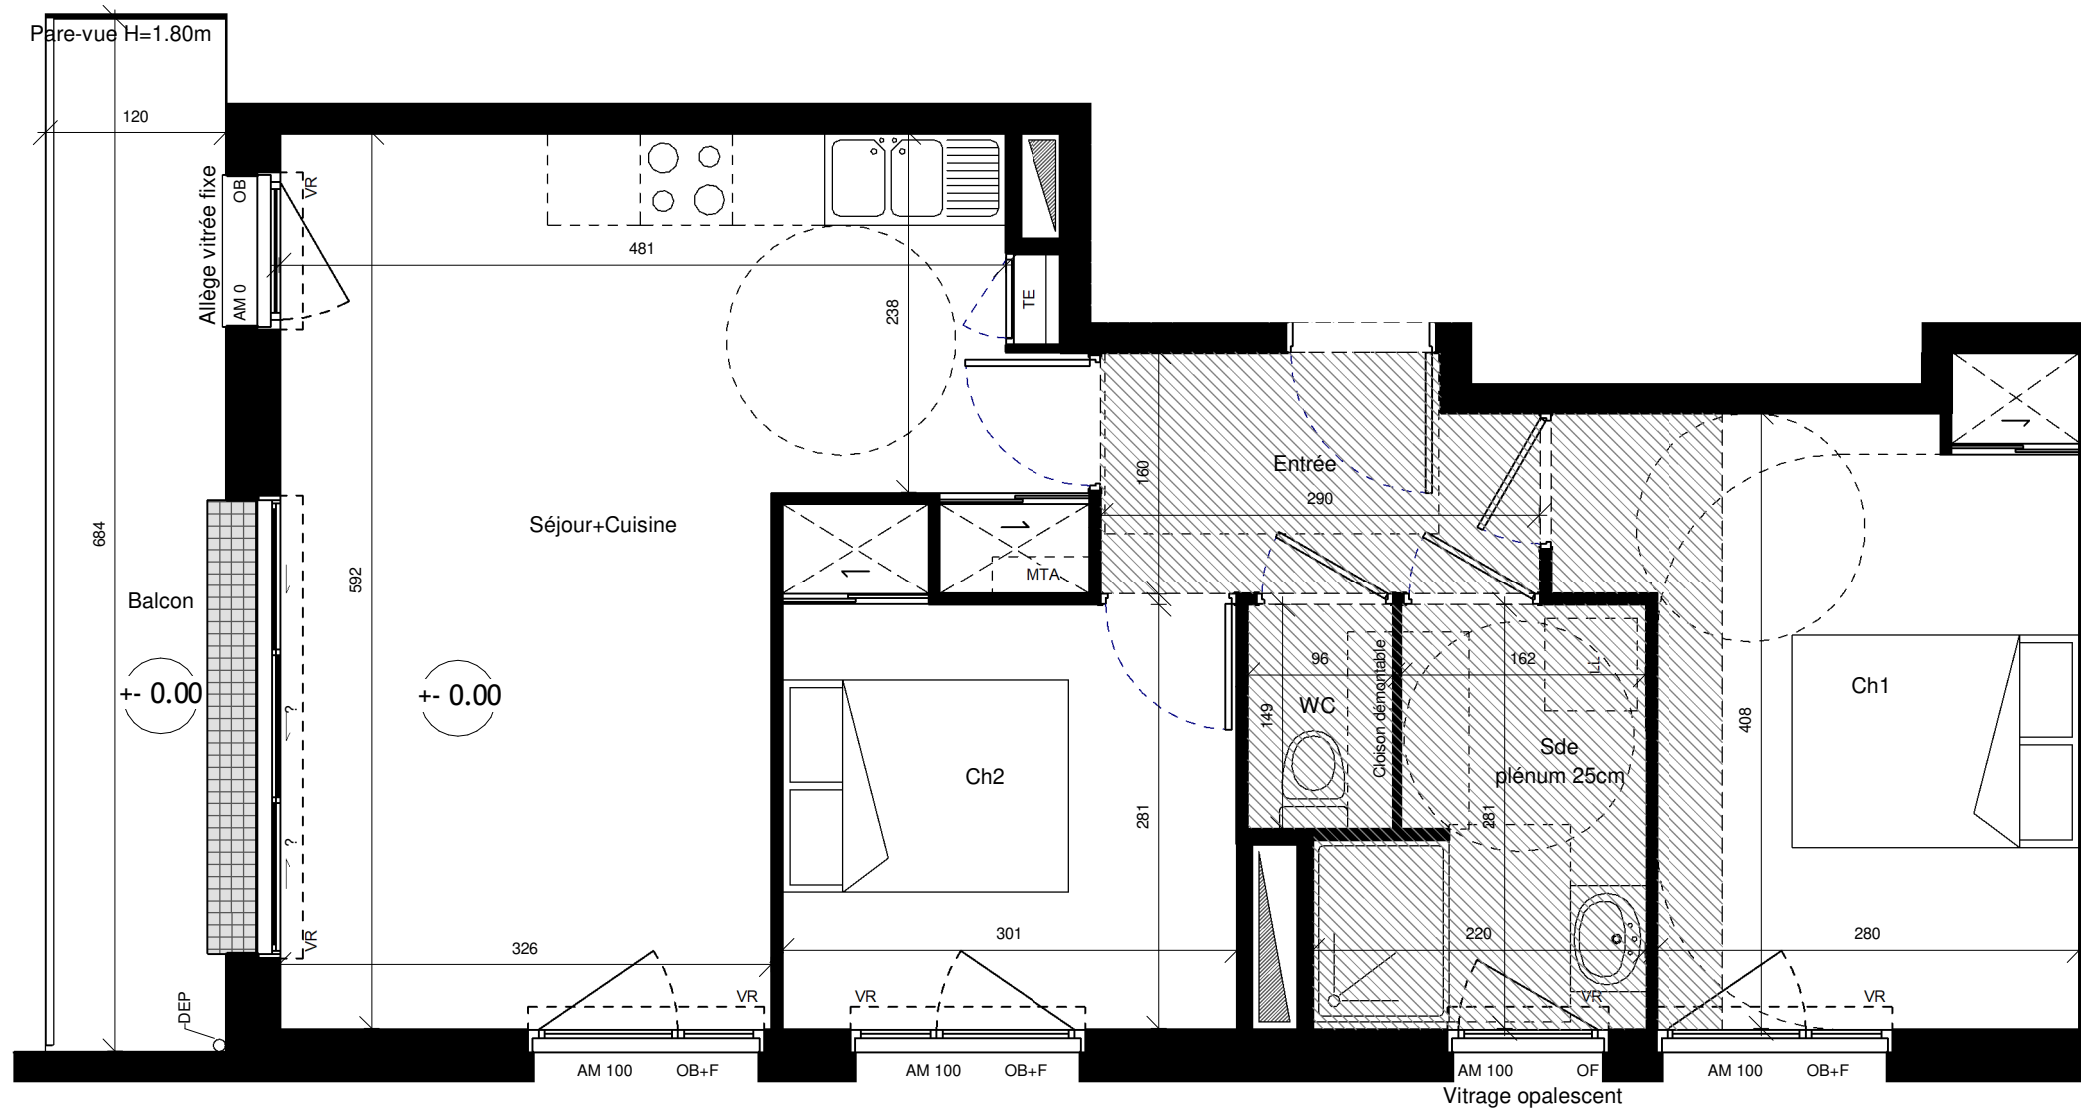 Pare-vue H=1.80m
120
Allège vitrée fixe
OB
AM 0
VR
481
238
TE
684
592
Séjour+Cuisine
Balcon
+- 0.00
+- 0.00
?
?
VR
DEP
326
VR
AM 100
OB+F
1
1
MTA
160
Entrée
290
1
Ch2
281
301
VR
AM 100
OB+F
96
149
WC
Cloison démontable
162
LL
Sde
plénum 25cm
281
220
VR
AM 100
OF
Vitrage opalescent
408
Ch1
280
VR
AM 100
OB+F